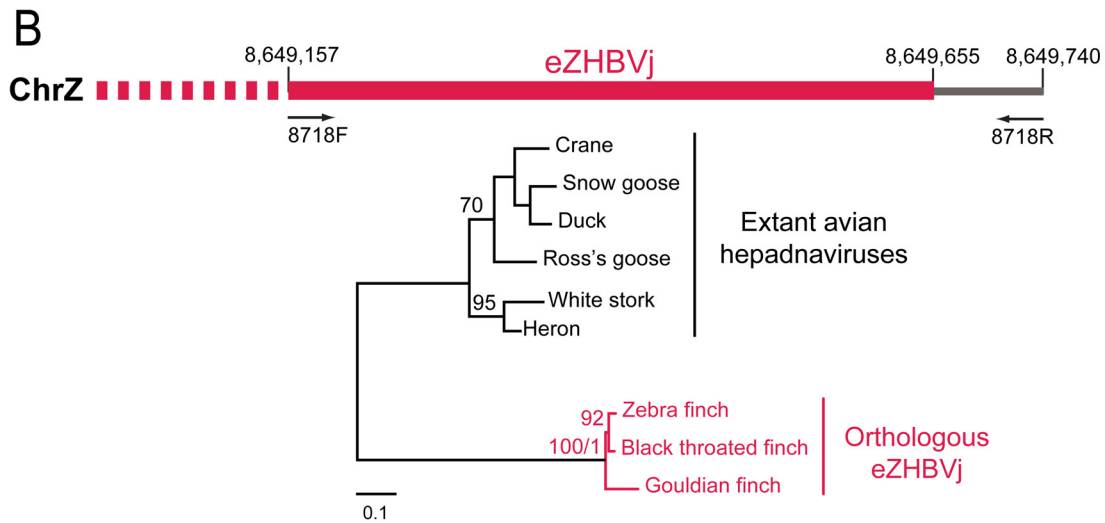 B
eZHBVj
8,649,157
8,649,655
8,649,740
ChrZ
8718F
8718R
Crane
Snow goose
70
Duck
Extant avian
hepadnaviruses
Ross's goose
95
White stork
Heron
Zebra finch
92
Black throated finch
100/1
Orthologous
eZHBVj
Gouldian finch
0.1